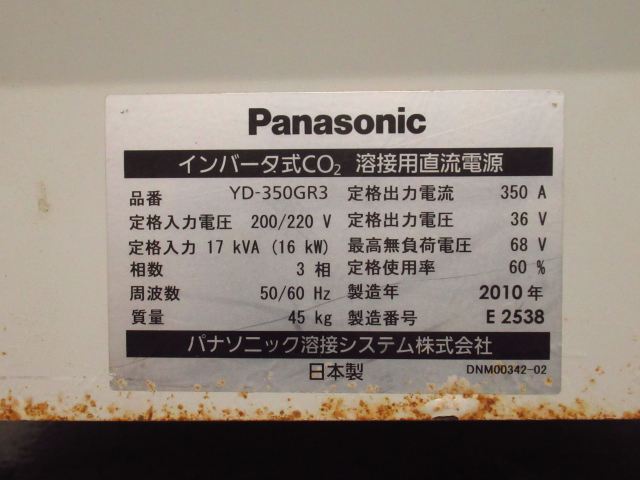 Panasonic
インバータ式CO₂ 溶接用直流電源
品番 YD-350GR3 定格出力電流 350 A
定格入力電圧 200/220 V 定格出力電圧 36 V
定格入力 17 kVA (16 kW) 最高無負荷電圧 68 V
相数 3 相 定格使用率 60 %
周波数 50/60 Hz 製造年 2010 年
質量 45 kg 製造番号 E 2538
パナソニック溶接システム株式会社
日本製 DNM00342-02